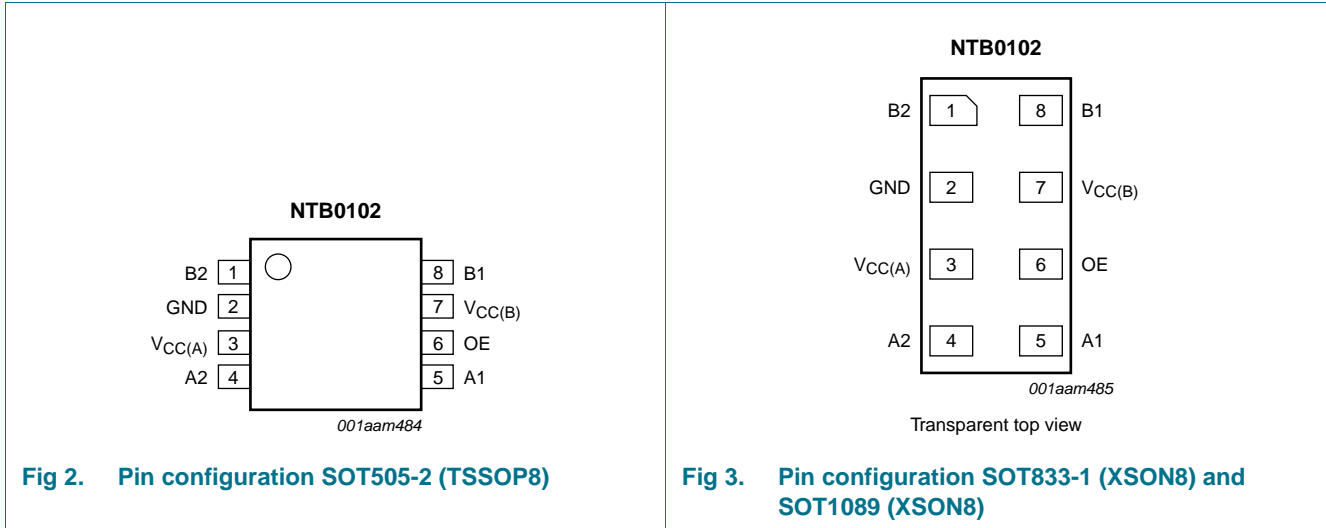 NTB0102
B2 1 8 B1
GND 2 7 VCC(B)
VCC(A) 3 6 OE
A2 4 5 A1
001aam484
Fig 2. Pin configuration SOT505-2 (TSSOP8)
NTB0102
B2 1 8 B1
GND 2 7 VCC(B)
VCC(A) 3 6 OE
A2 4 5 A1
001aam485
Transparent top view
Fig 3. Pin configuration SOT833-1 (XSON8) and
SOT1089 (XSON8)